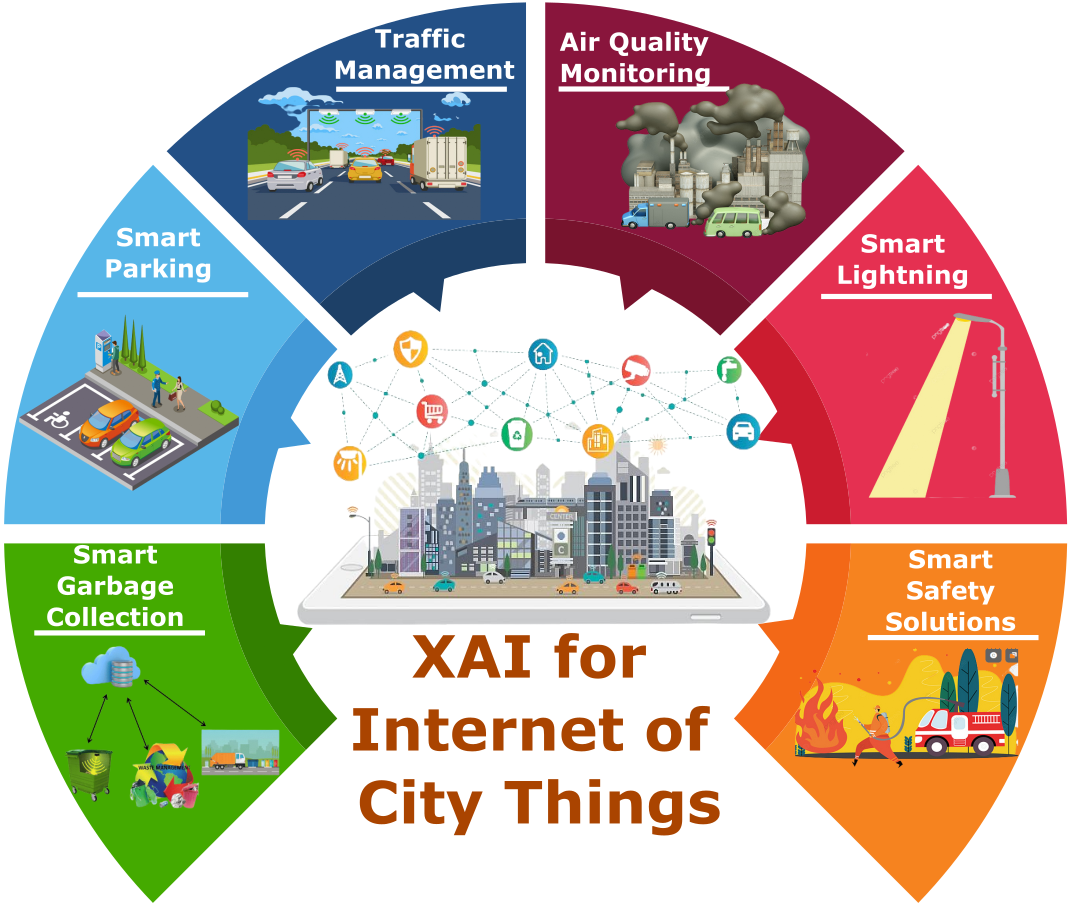 Traffic
Management
Air Quality
Monitoring
Smart
Parking
Smart
Lightning
Smart
Garbage
Collection
WASTE MANAGEMENT
Smart
Safety
Solutions
CENTER
C
P
XAI for
Internet of
City Things